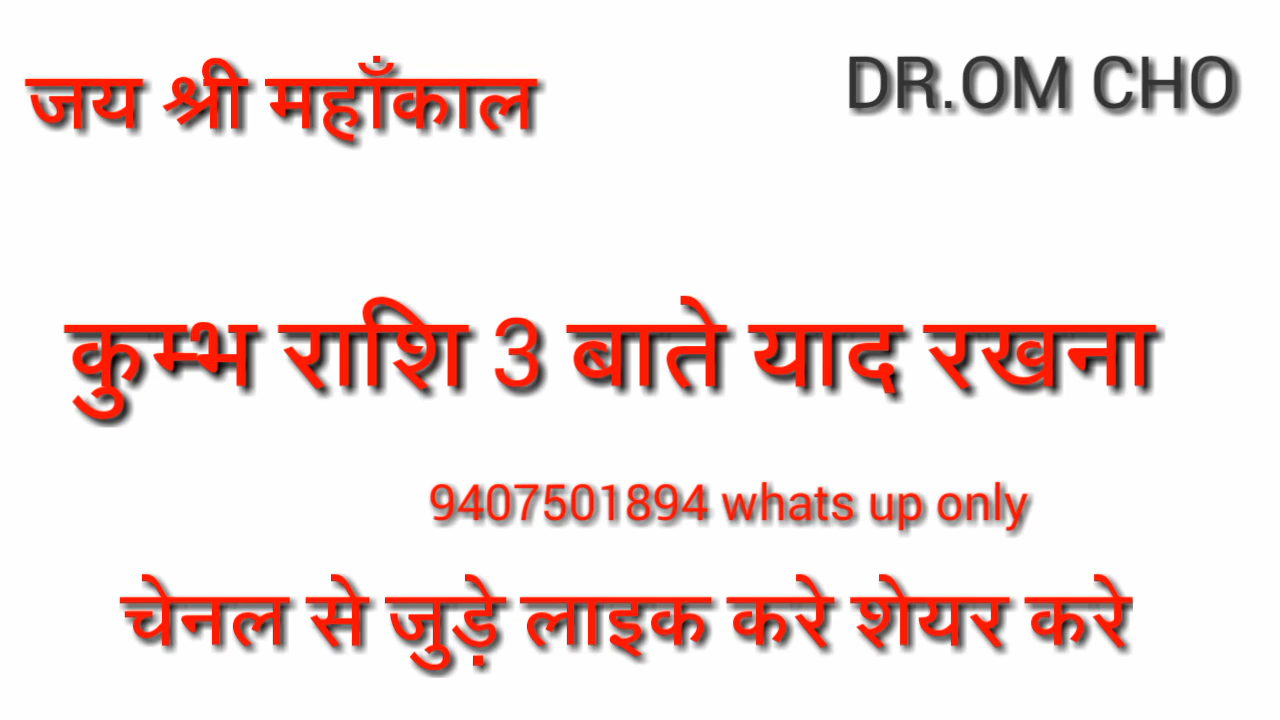 जय श्री महाँकाल
DR.OM CHO
कुम्भ राशि 3 बाते याद रखना
9407501894 whats up only
चेनल से जुड़े लाइक करे शेयर करे